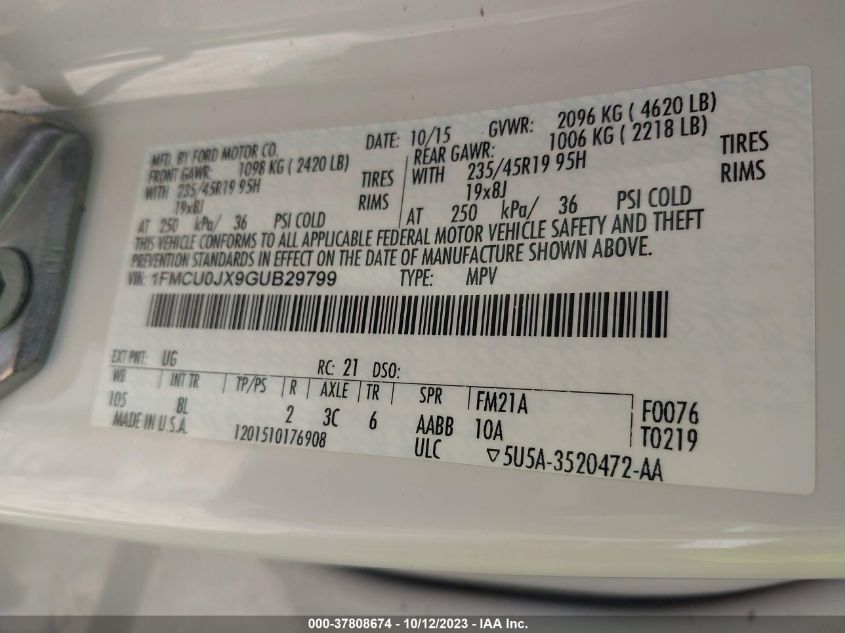 MFD. BY FORD MOTOR CO. DATE: 10/15 GVWR: 2096 KG ( 4620 LB)
FRONT GAWR: 1098 KG ( 2420 LB) REAR GAWR: 1006 KG ( 2218 LB)
WITH 235/45R19 95H TIRES WITH 235/45R19 95H TIRES
19x8J RIMS 19x8J RIMS
AT 250 kPa/ 36 PSI COLD AT 250 kPa/ 36 PSI COLD
THIS VEHICLE CONFORMS TO ALL APPLICABLE FEDERAL MOTOR VEHICLE SAFETY AND THEFT
PREVENTION STANDARDS IN EFFECT ON THE DATE OF MANUFACTURE SHOWN ABOVE.
VIN: 1FMCU0JX9GUB29799 TYPE: MPV
EXT PNT: UG RC: 21 DSO:
WB INT TR TP/PS R AXLE TR SPR FM21A F0076
105 8L 2 3C 6 AABB 10A T0219
MADE IN U.S.A. 1201510176908 ULC ▽5U5A-3520472-AA
000-37808674 - 10/12/2023 - IAA Inc.